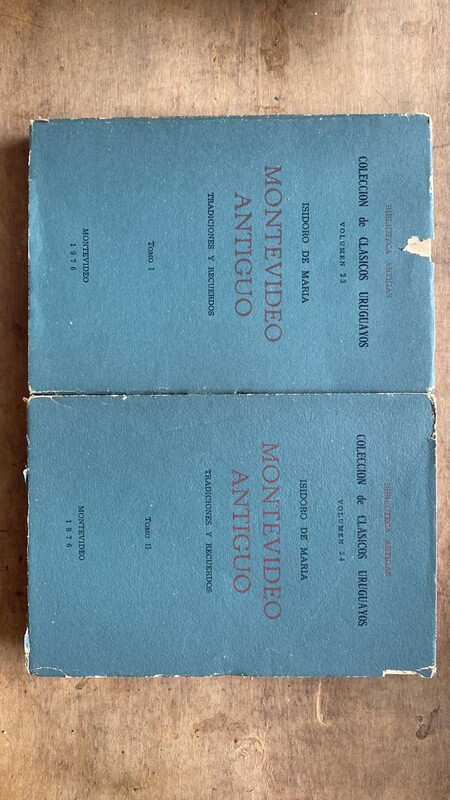 BIBLIOTECA ARTIGAS
COLECCION de CLASICOS URUGUAYOS
VOLUMEN 23
ISIDORO DE MARIA
MONTEVIDEO
ANTIGUO
TRADICIONES Y RECUERDOS
TOMO I
MONTEVIDEO
1976
BIBLIOTECA ARTIGAS
COLECCION de CLASICOS URUGUAYOS
VOLUMEN 24
ISIDORO DE MARIA
MONTEVIDEO
ANTIGUO
TRADICIONES Y RECUERDOS
TOMO II
MONTEVIDEO
1976